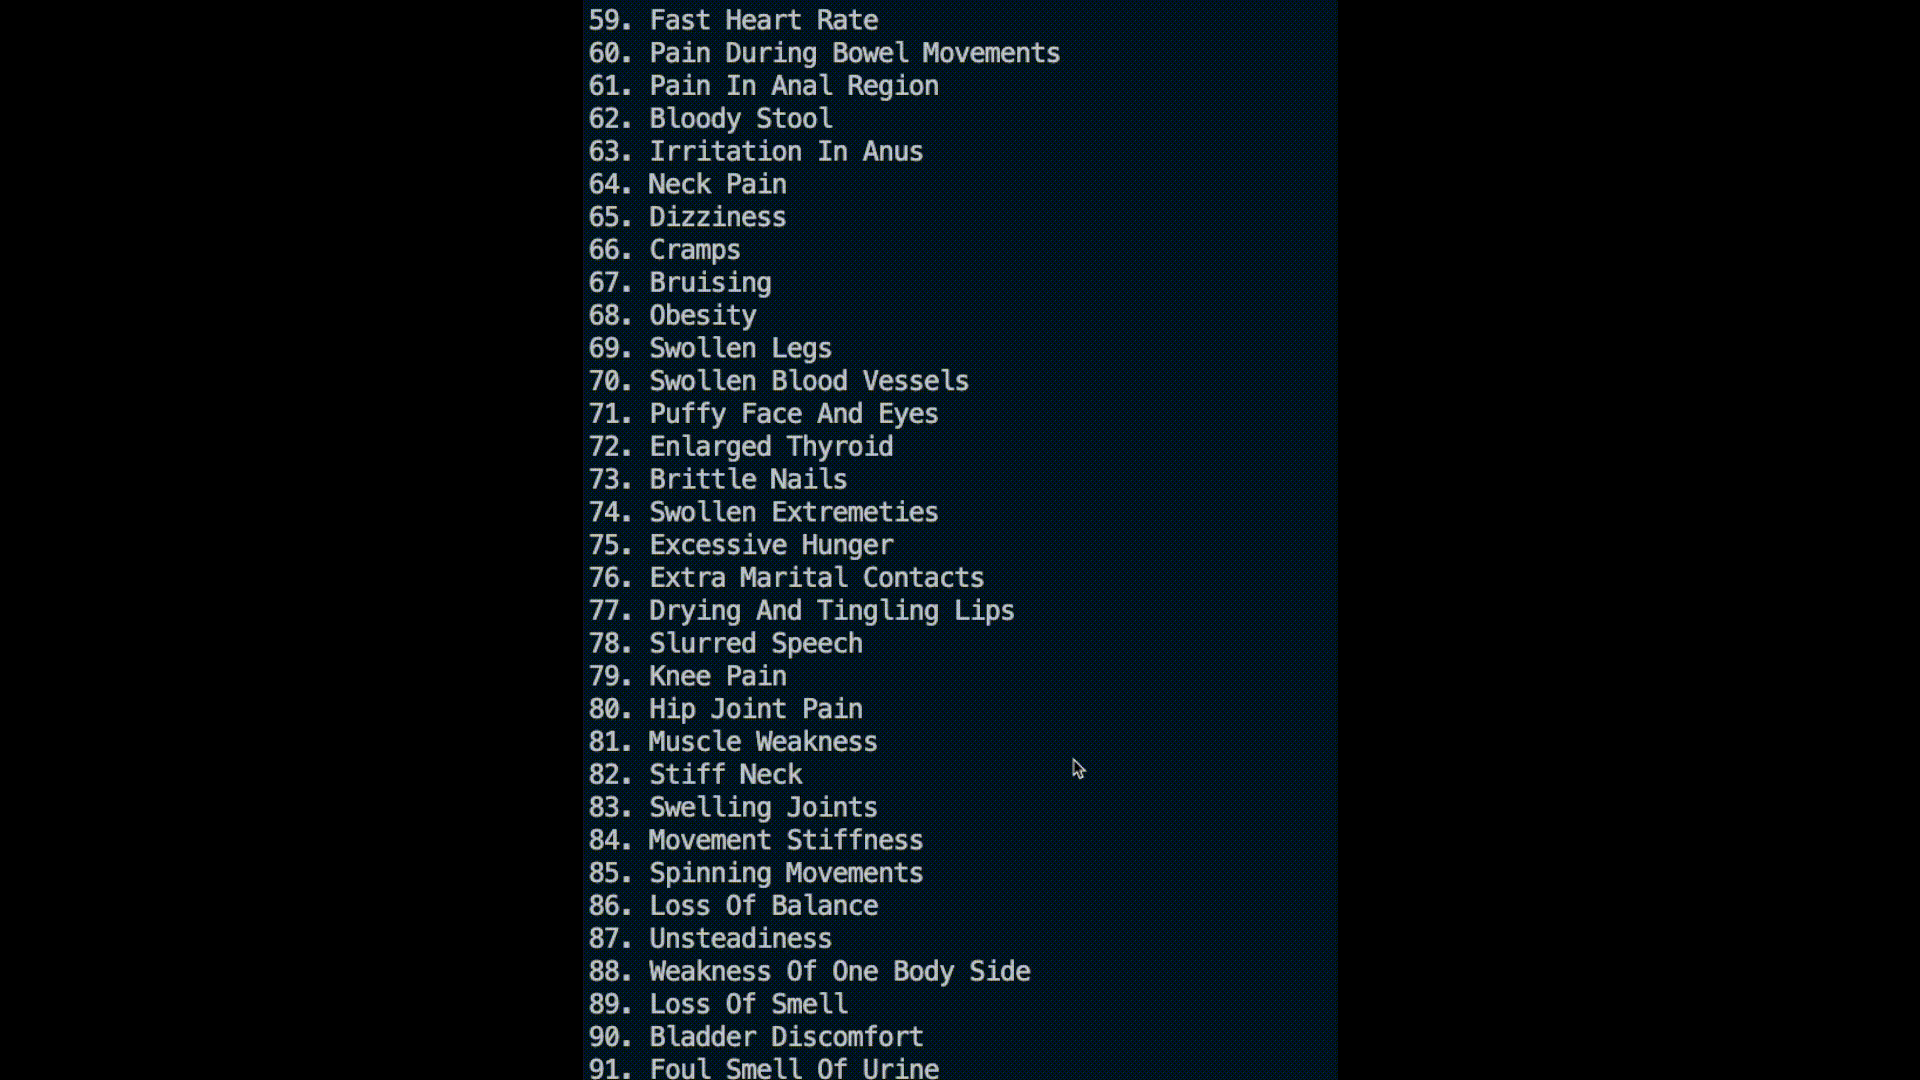 59. Fast Heart Rate
60. Pain During Bowel Movements
61. Pain In Anal Region
62. Bloody Stool
63. Irritation In Anus
64. Neck Pain
65. Dizziness
66. Cramps
67. Bruising
68. Obesity
69. Swollen Legs
70. Swollen Blood Vessels
71. Puffy Face And Eyes
72. Enlarged Thyroid
73. Brittle Nails
74. Swollen Extremeties
75. Excessive Hunger
76. Extra Marital Contacts
77. Drying And Tingling Lips
78. Slurred Speech
79. Knee Pain
80. Hip Joint Pain
81. Muscle Weakness
82. Stiff Neck
83. Swelling Joints
84. Movement Stiffness
85. Spinning Movements
86. Loss Of Balance
87. Unsteadiness
88. Weakness Of One Body Side
89. Loss Of Smell
90. Bladder Discomfort
91. Foul Smell Of Urine